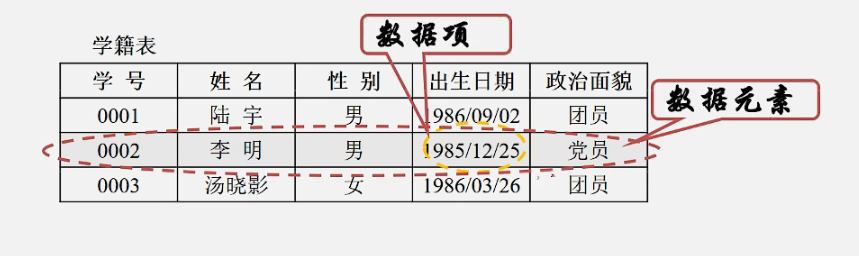 数据项
学籍表
学号 姓名 性别 出生日期 政治面貌
数据元素
0001 陆宇 男 1986/09/02 团员
0002 李明 男 1985/12/25 党员
0003 汤晓影 女 1986/03/26 团员